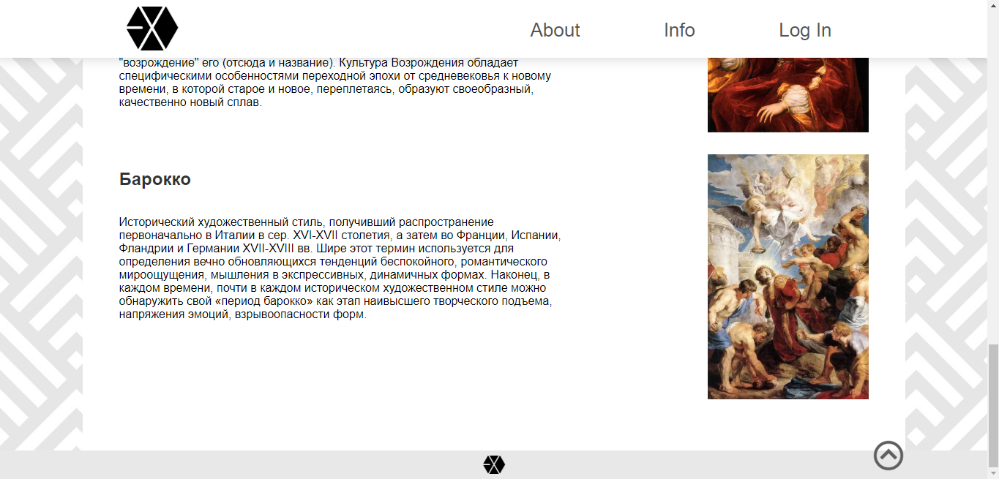 About Info Log In
"возрождение" его (отсюда и название). Культура Возрождения обладает
специфическими особенностями переходной эпохи от средневековья к новому
времени, в которой старое и новое, переплетаясь, образуют своеобразный,
качественно новый сплав.
Барокко
Исторический художественный стиль, получивший распространение
первоначально в Италии в сер. XVI-XVII столетия, а затем во Франции, Испании,
Фландрии и Германии XVII-XVIII вв. Шире этот термин используется для
определения вечно обновляющихся тенденций беспокойного, романтического
мироощущения, мышления в экспрессивных, динамичных формах. Наконец, в
каждом времени, почти в каждом историческом художественном стиле можно
обнаружить свой «период барокко» как этап наивысшего творческого подъема,
напряжения эмоций, взрывоопасности форм.